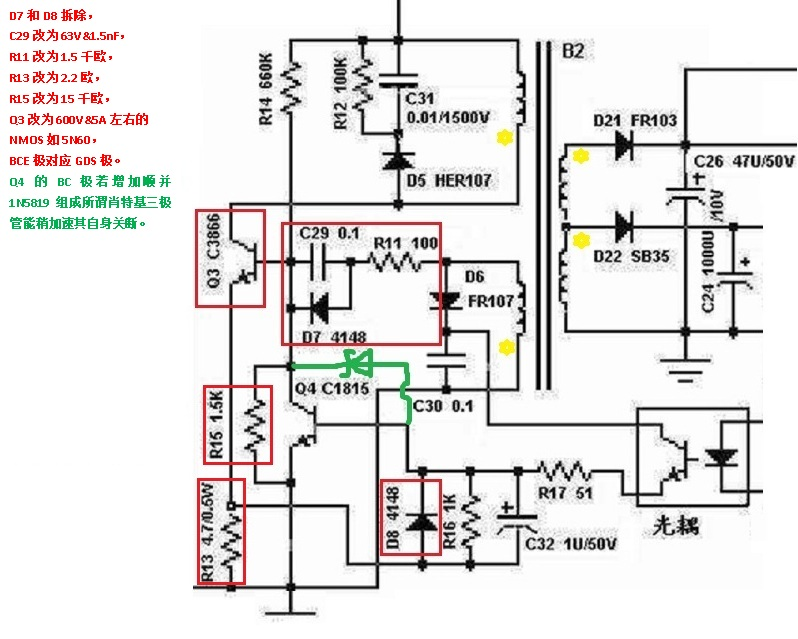 D7 和 D8 拆除，
C29 改为 63V&1.5nF，
R11 改为 1.5 千欧，
R13 改为 2.2 欧，
R15 改为 15 千欧，
Q3 改为 600V&5A 左右的
NMOS 如 5N60，
BCE 极对应 GDS 极。
Q4 的 BC 极若增加顺并
1N5819 组成所谓肖特基三极
管能稍加速其自身关断。
B2
R14 660K
R12 100K
C31
0.01/1500V
D21 FR103
C26 47U/50V
D5 HER107
/10V
Q3 C3866
C29 0.1
R11 100
D6
FR107
D22 SB35
C24 1000U
D7 4148
Q4 C1815
C30 0.1
R15 1.5K
R17 51
光耦
R13 4.7/0.5W
D8 4148
R16 1K
C32 1U/50V